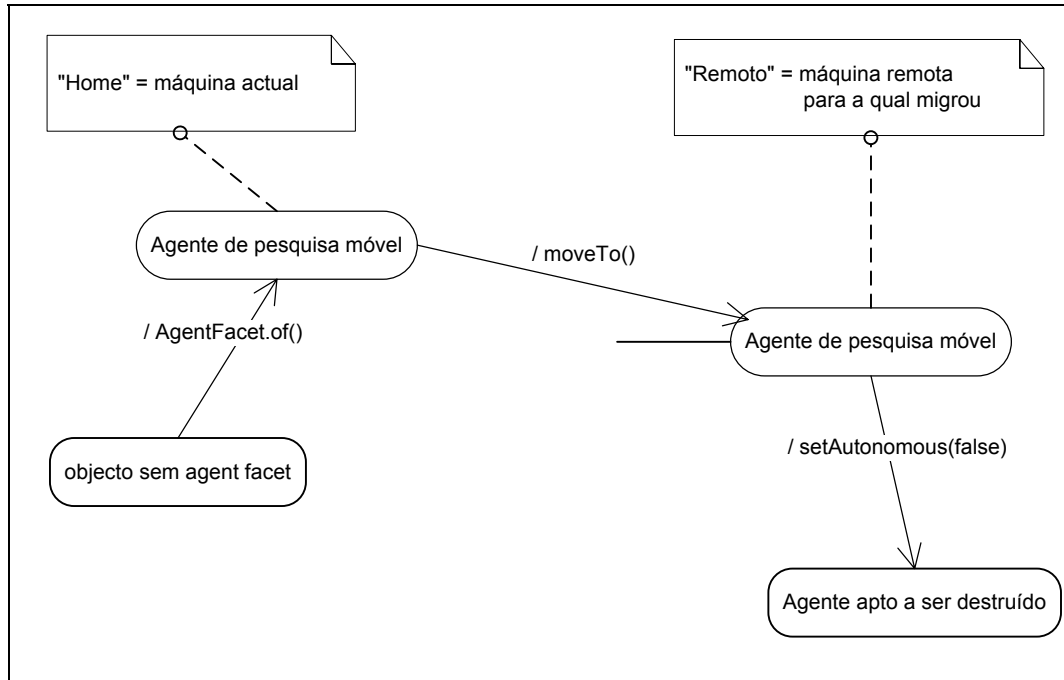 "Home" = máquina actual
"Remoto" = máquina remota
para a qual migrou
Agente de pesquisa móvel
/ moveTo()
/ AgentFacet.of()
Agente de pesquisa móvel
/ setAutonomous(false)
objecto sem agent facet
Agente apto a ser destruído